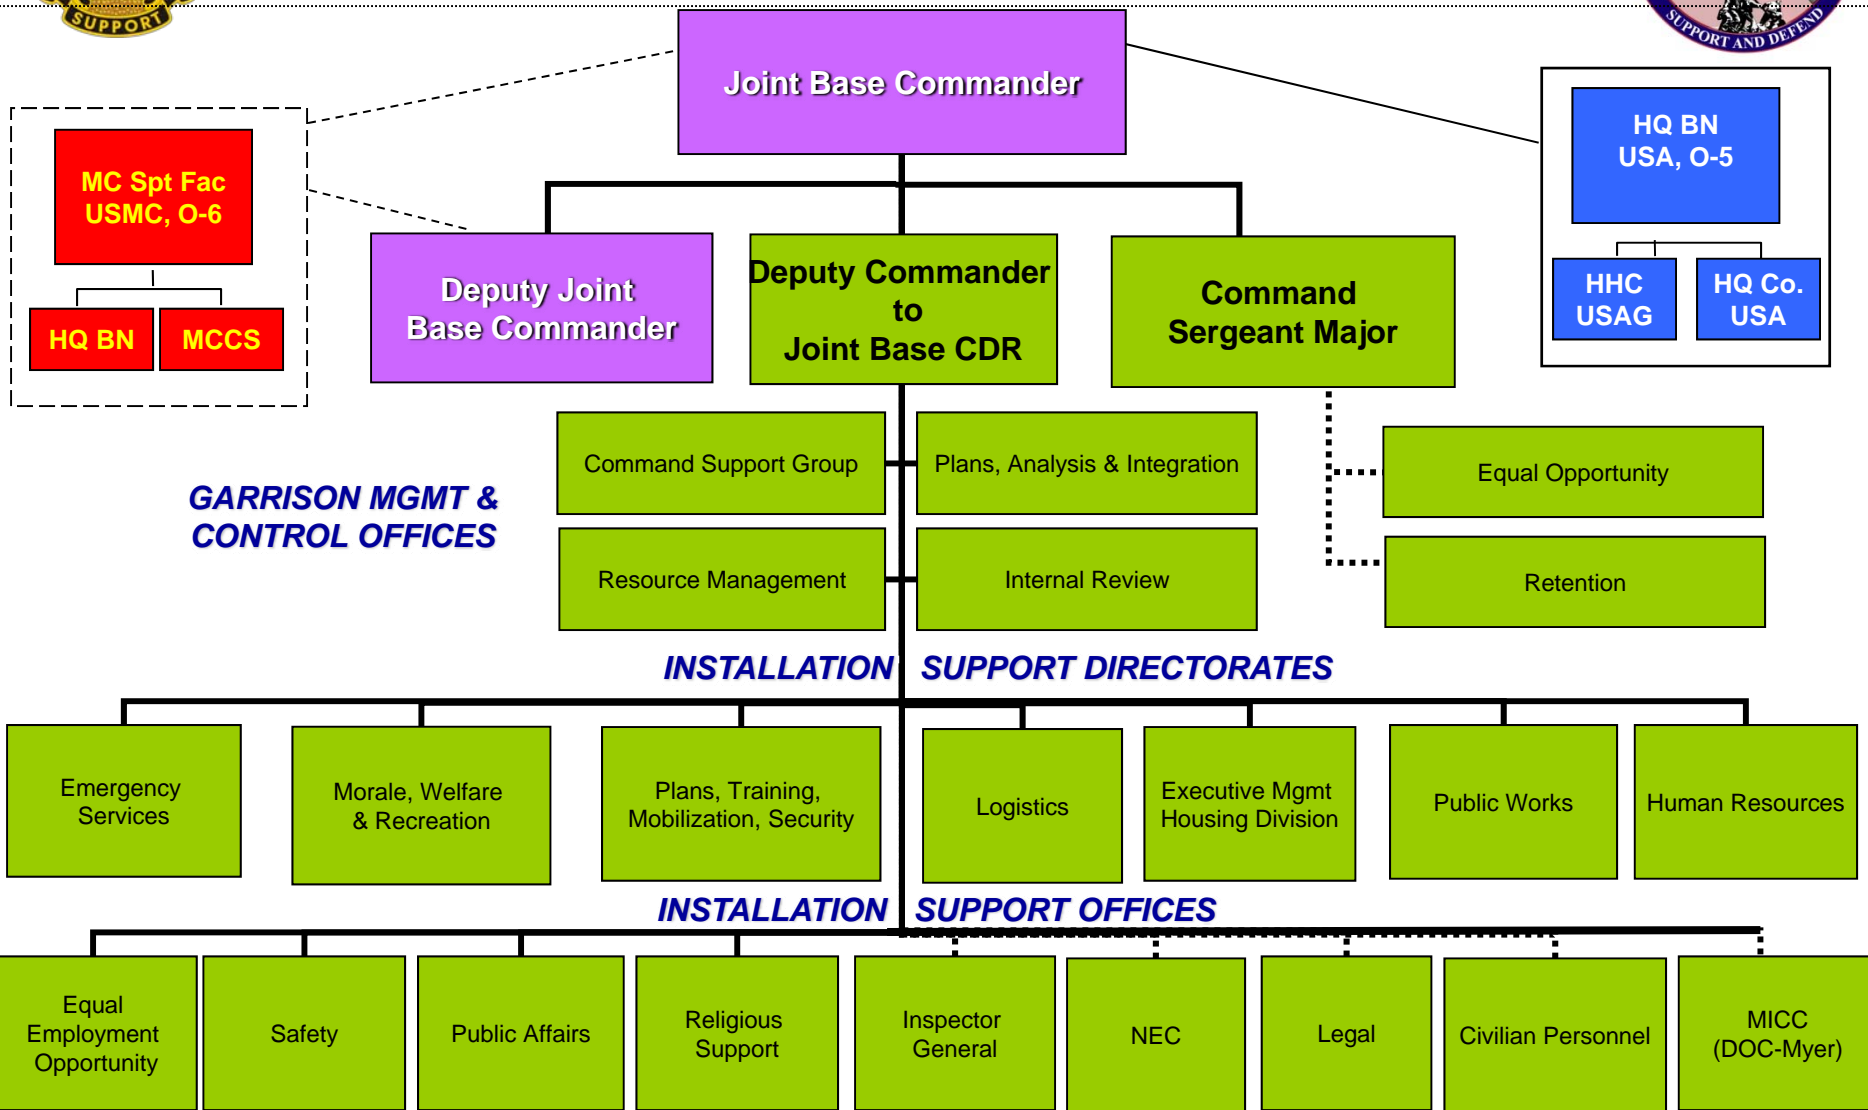 SUPPORT
SUPPORT AND DEFEND
Joint Base Commander
MC Spt Fac
USMC, O-6
HQ BN
MCCS
HQ BN
USA, O-5
HHC
USAG
HQ Co.
USA
Deputy Joint
Base Commander
Deputy Commander
to
Joint Base CDR
Command
Sergeant Major
GARRISON MGMT &
CONTROL OFFICES
Command Support Group
Plans, Analysis & Integration
Equal Opportunity
Resource Management
Internal Review
Retention
INSTALLATION SUPPORT DIRECTORATES
Emergency
Services
Morale, Welfare
& Recreation
Plans, Training,
Mobilization, Security
Logistics
Executive Mgmt
Housing Division
Public Works
Human Resources
INSTALLATION SUPPORT OFFICES
Equal
Employment
Opportunity
Safety
Public Affairs
Religious
Support
Inspector
General
NEC
Legal
Civilian Personnel
MICC
(DOC-Myer)